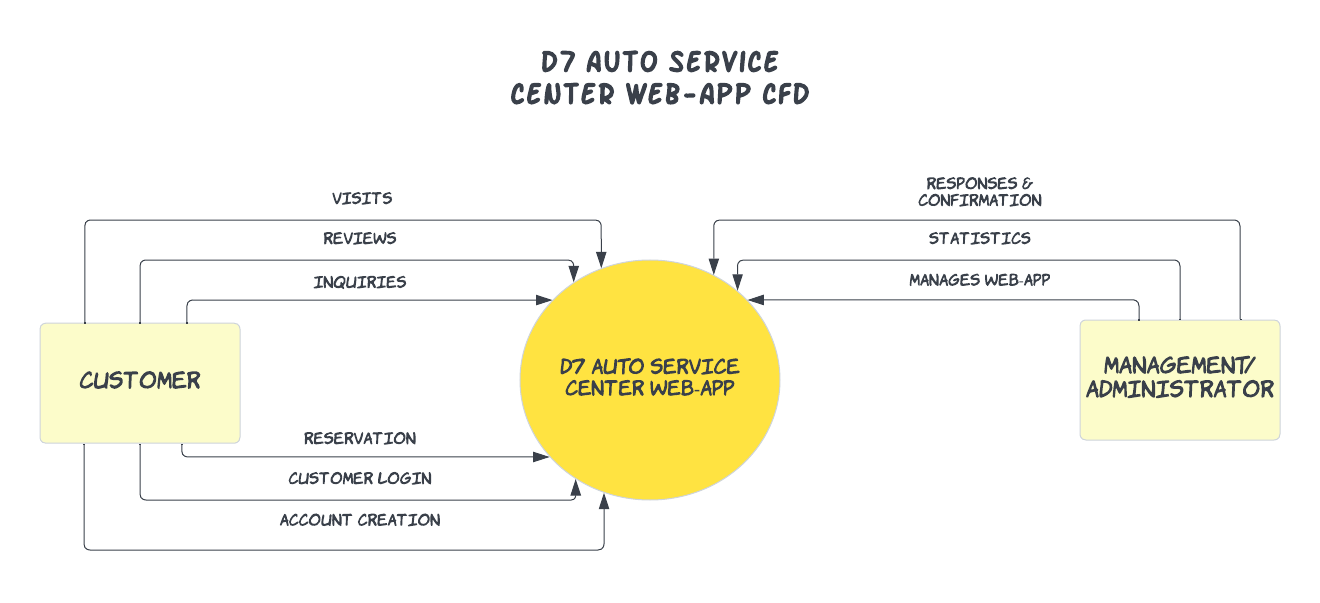 D7 AUTO SERVICE
CENTER WEB-APP CFD
VISITS
REVIEWS
INQUIRIES
RESPONSES &
CONFIRMATION
STATISTICS
MANAGES WEB-APP
CUSTOMER
D7 AUTO SERVICE
CENTER WEB-APP
MANAGEMENT/
ADMINISTRATOR
RESERVATION
CUSTOMER LOGIN
ACCOUNT CREATION